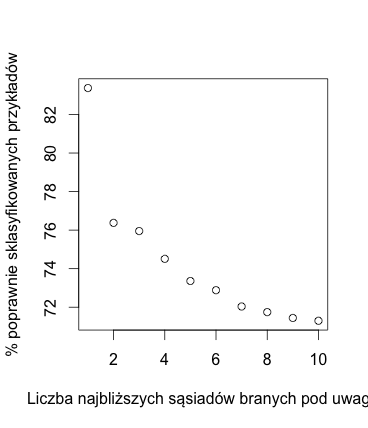 % poprawnie sklasyfikowanych przykładów
82
80
78
76
74
72
2 4 6 8 10
Liczba najbliższych sąsiadów branych pod uwag